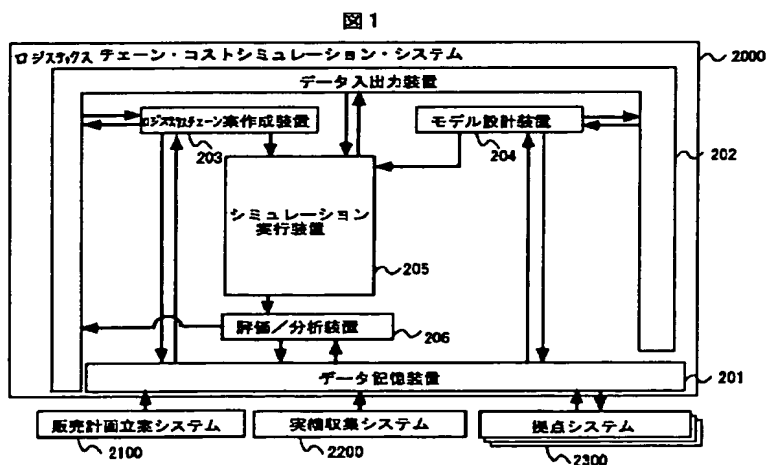 図1
ロジスチックス チェーン・コストシミュレーション・システム
2000
データ入出力装置
202
ロジスチックスチェーン案作成装置
203
モデル設計装置
204
シミュレーション
実行装置
205
評価/分析装置
206
データ記憶装置
201
販売計画立案システム
2100
実績収集システム
2200
拠点システム
2300